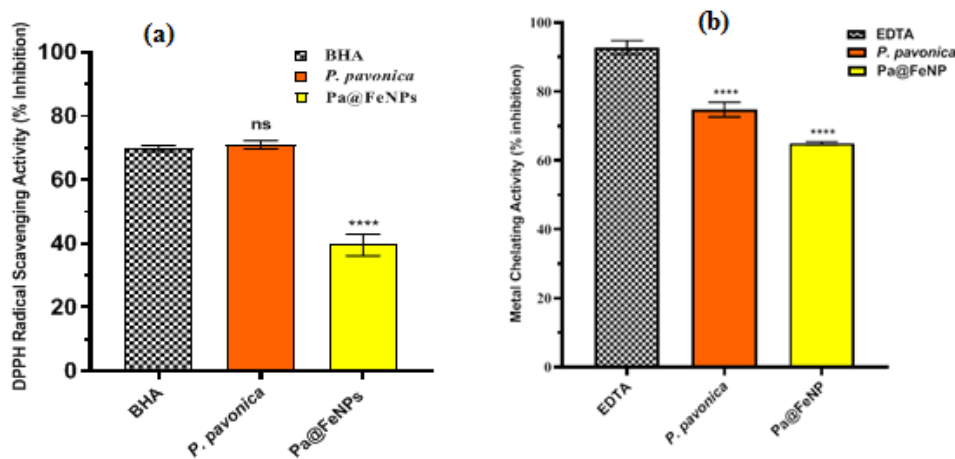 (a)
BHA
P. pavonica
Pa@FeNPs
DPPH Radical Scavenging Activity (% Inhibition)
100
80
60
40
20
0
ns
****
BHA
P. pavonica
Pa@FeNPs
(b)
EDTA
P. pavonica
Pa@FeNP
Metal Chelating Activity (% inhibition)
100
80
60
40
20
0
****
****
EDTA
P. pavonica
Pa@FeNP